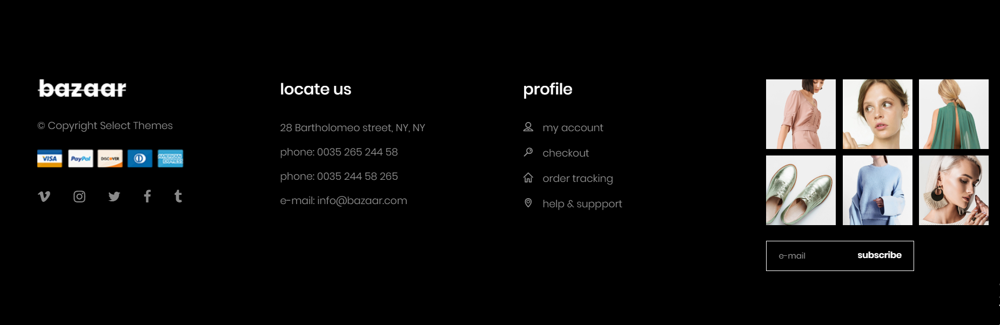 bazaar
© Copyright Select Themes
VISA PayPal DISCOVER AMERICAN EXPRESS
locate us
28 Bartholomeo street, NY, NY
phone: 0035 265 244 58
phone: 0035 244 58 265
e-mail: info@bazaar.com
profile
my account
checkout
order tracking
help & suppport
e-mail subscribe